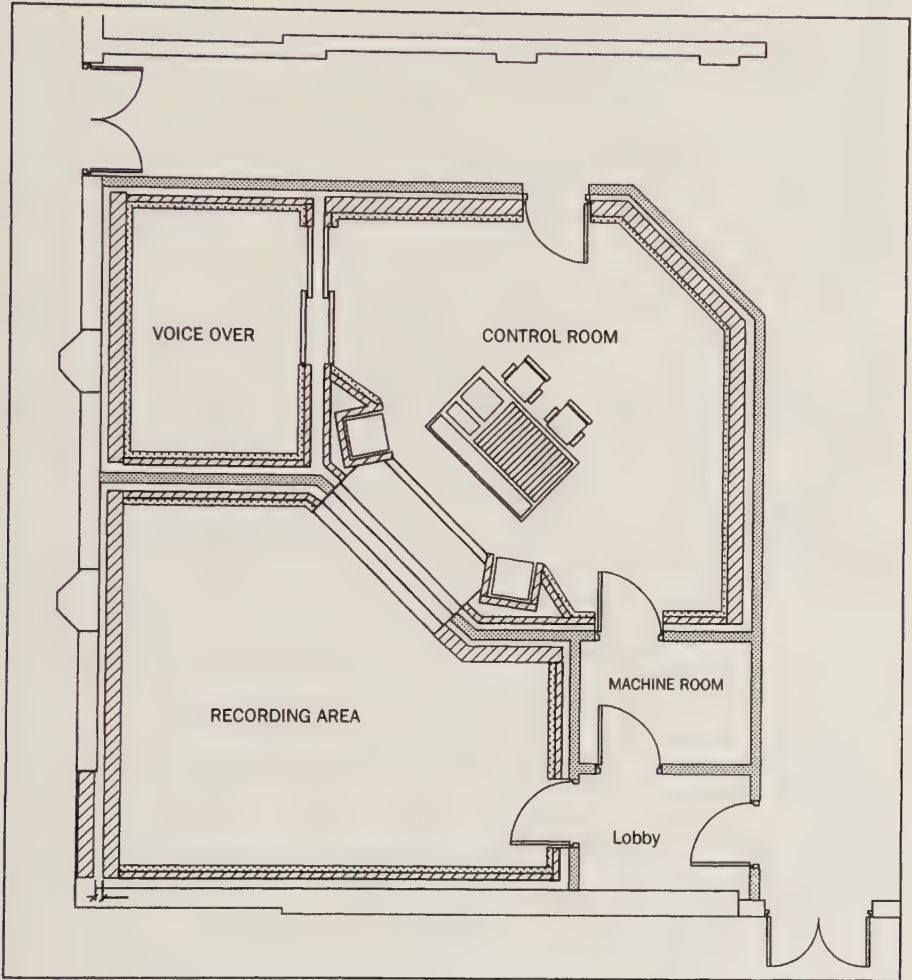 VOICE OVER
CONTROL ROOM
MACHINE ROOM
RECORDING AREA
Lobby